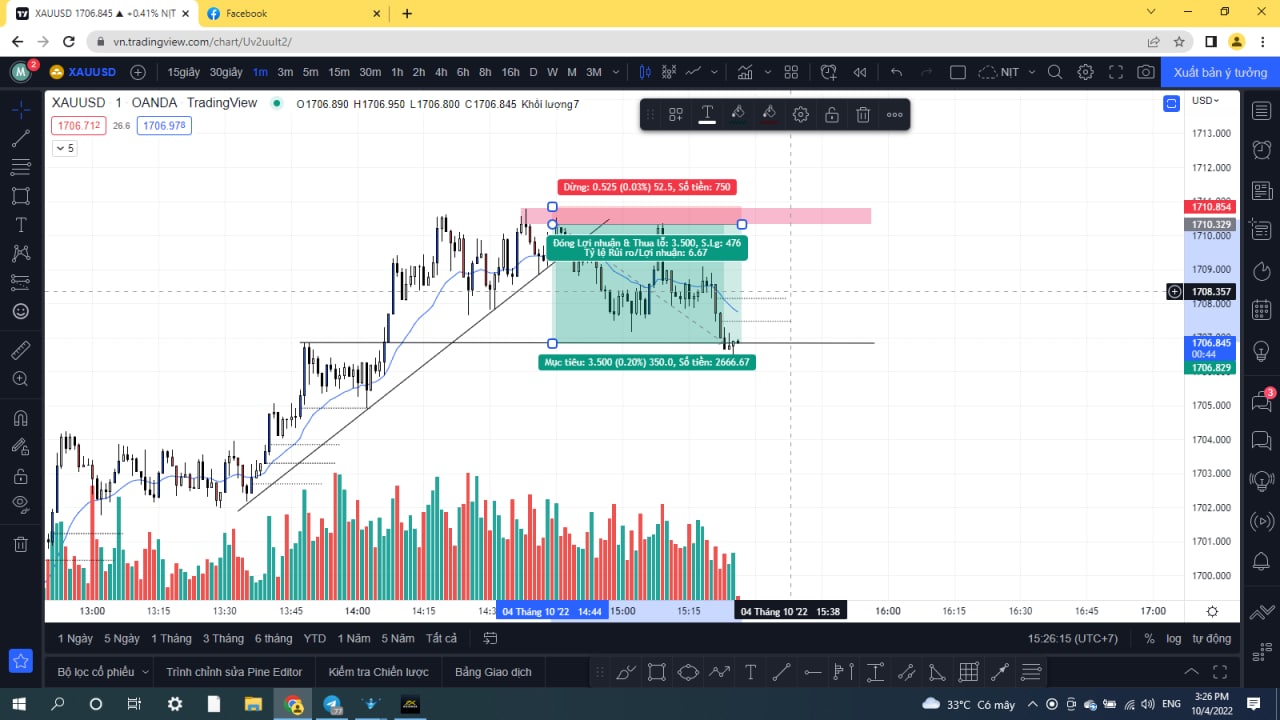 XAUUSD 1706.845 ▲ +0.41% NỊT
Facebook
vn.tradingview.com/chart/Uv2uuIt2/
M 2 XAUUSD 15giây 30giây 1m 3m 5m 15m 30m 1h 2h 4h 6h 8h 16h D W M 3M NỊT Xuất bản ý tưởng
XAUUSD · 1 · OANDA TradingView O1706.890 H1706.950 L1706.800 C1706.845 Khối lượng7
USD
1706.712 26.6 1706.978
5
1713.000
1712.000
1710.854
1710.329
1710.000
1709.000
1708.357
1708.000
1706.845
00:44
1706.829
1705.000
1704.000
1703.000
1702.000
1701.000
1700.000
Dừng: 0.525 (0.03%) 52.5, Số tiền: 750
Đóng Lợi nhuận & Thua lỗ: 3.500, S.Lg: 476
Tỷ lệ Rủi ro/Lợi nhuận: 6.67
Mục tiêu: 3.500 (0.20%) 350.0, Số tiền: 2666.67
3
13:00 13:15 13:30 13:45 14:00 14:15 04 Tháng 10 '22 14:44 15:00 15:15 04 Tháng 10 '22 15:38 16:00 16:15 16:30 16:45 17:00
1 Ngày 5 Ngày 1 Tháng 3 Tháng 6 tháng YTD 1 Năm 5 Năm Tất cả 15:26:15 (UTC+7) % log tự động
Bộ lọc cổ phiếu Trình chỉnh sửa Pine Editor Kiểm tra Chiến lược Bảng Giao dịch
77
33°C Có mây ENG 3:26 PM
10/4/2022